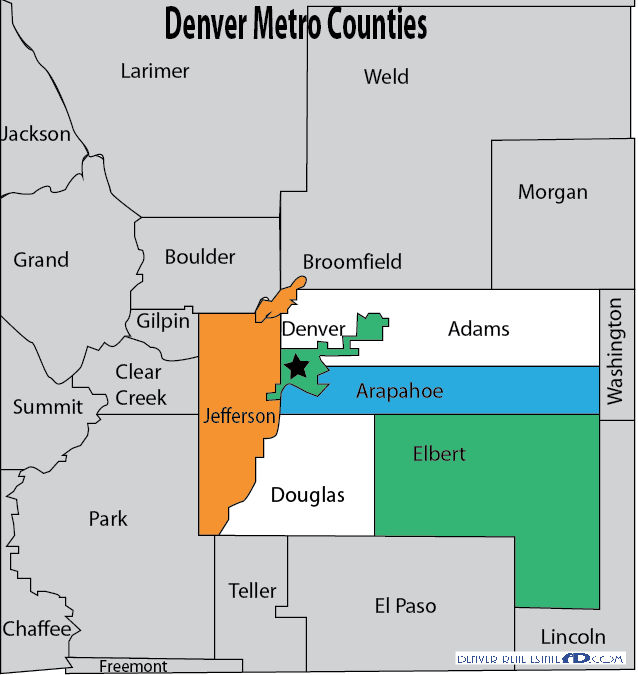 Denver Metro Counties
Larimer
Weld
Jackson
Morgan
Grand
Boulder
Broomfield
Gilpin
Denver
Adams
Washington
Clear
Creek
Arapahoe
Summit
Jefferson
Elbert
Douglas
Park
Teller
El Paso
Chaffee
Lincoln
DENVER REAL ESTATE AD.COM
Freemont